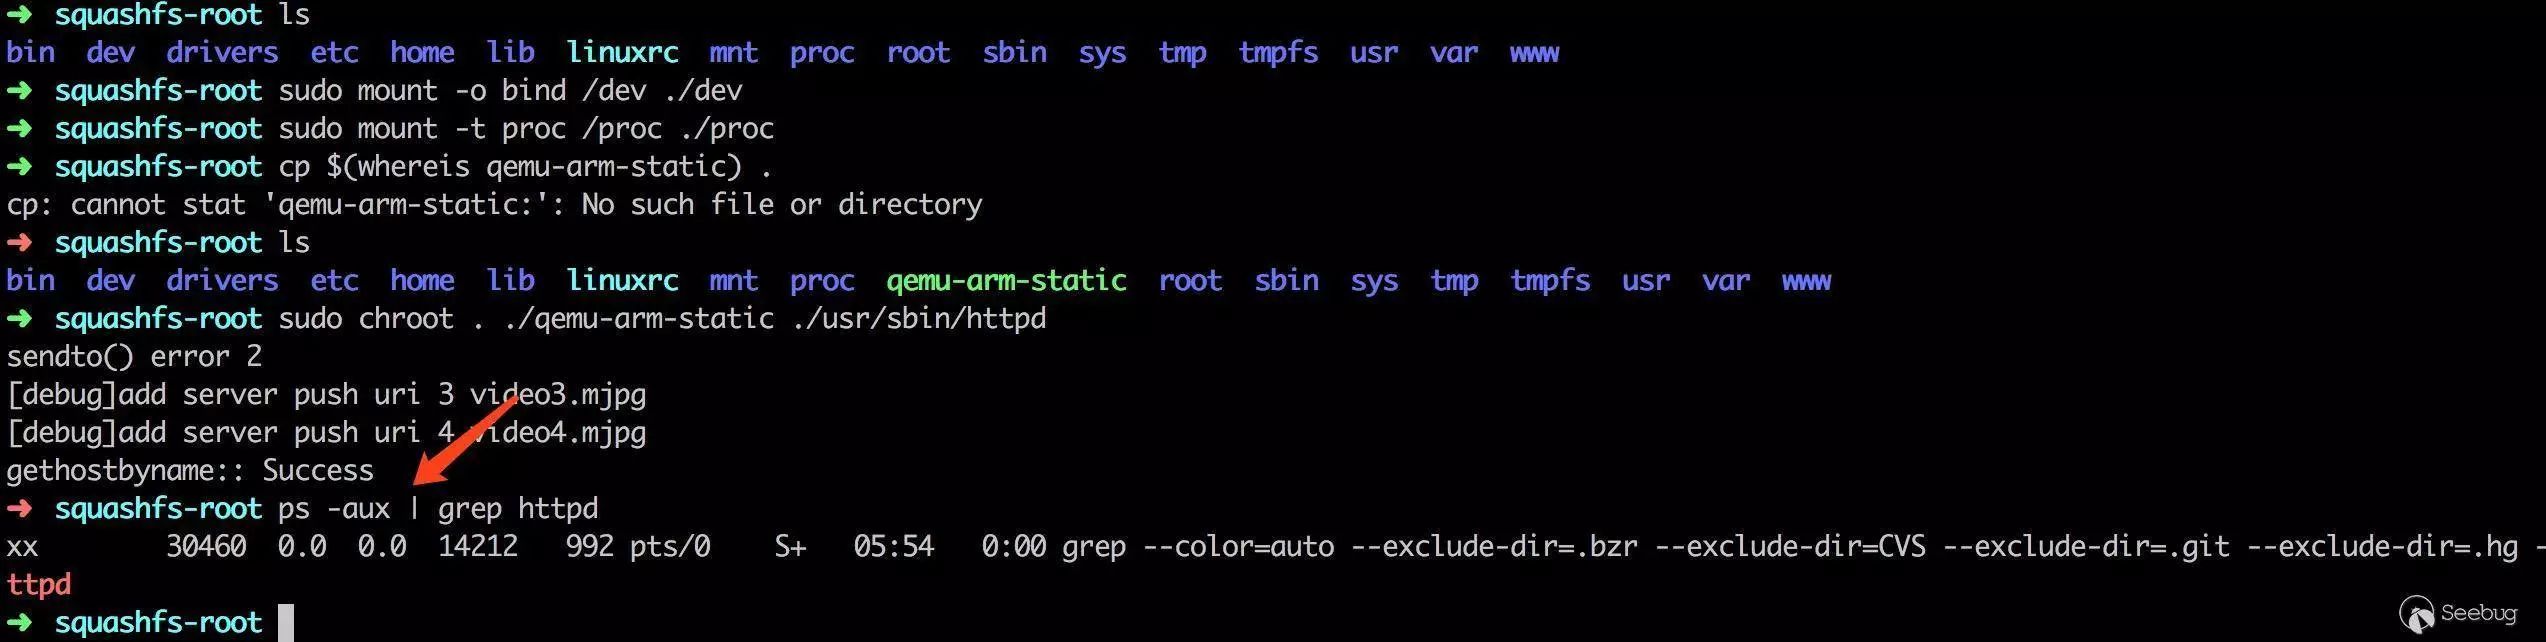 ➜ squashfs-root ls
bin dev drivers etc home lib linuxrc mnt proc root sbin sys tmp tmpfs usr var www
➜ squashfs-root sudo mount -o bind /dev ./dev
➜ squashfs-root sudo mount -t proc /proc ./proc
➜ squashfs-root cp $(whereis qemu-arm-static) .
cp: cannot stat 'qemu-arm-static:': No such file or directory
➜ squashfs-root ls
bin dev drivers etc home lib linuxrc mnt proc qemu-arm-static root sbin sys tmp tmpfs usr var www
➜ squashfs-root sudo chroot . ./qemu-arm-static ./usr/sbin/httpd
sendto() error 2
[debug]add server push uri 3 video3.mjpg
[debug]add server push uri 4 video4.mjpg
gethostbyname:: Success
➜ squashfs-root ps -aux | grep httpd
xx 30460 0.0 0.0 14212 992 pts/0 S+ 05:54 0:00 grep --color=auto --exclude-dir=.bzr --exclude-dir=CVS --exclude-dir=.git --exclude-dir=.hg -
ttpd
➜ squashfs-root
Seebug